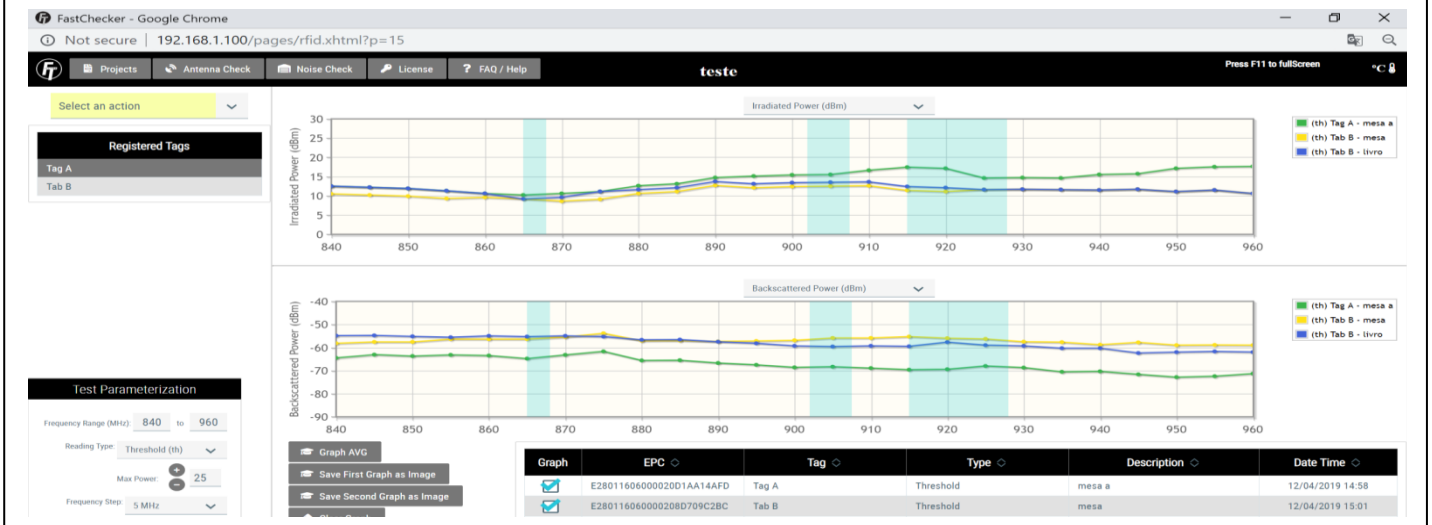 FastChecker - Google Chrome
Not secure | 192.168.1.100/pages/rfid.xhtml?p=15
Projects Antenna Check Noise Check License ? FAQ / Help teste Press F11 to fullScreen °C
Select an action
Registered Tags
Tag A
Tab B
Irradiated Power (dBm)
Irradiated Power (dBm)
30
25
20
15
10
5
0
840 850 860 870 880 890 900 910 920 930 940 950 960
(th) Tag A - mesa a
(th) Tab B - mesa
(th) Tab B - livro
Backscattered Power (dBm)
Backscattered Power (dBm)
-40
-50
-60
-70
-80
-90
840 850 860 870 880 890 900 910 920 930 940 950 960
(th) Tag A - mesa a
(th) Tab B - mesa
(th) Tab B - livro
Test Parameterization
Frequency Range (MHz) 840 to 960
Reading Type: Threshold (th)
Max Power: 25
Frequency Step: 5 MHz
Graph AVG
Save First Graph as Image
Save Second Graph as Image
Graph EPC Tag Type Description Date Time
E28011606000020D1AA14AFD Tag A Threshold mesa a 12/04/2019 14:58
E280116060000208D709C2BC Tab B Threshold mesa 12/04/2019 15:01